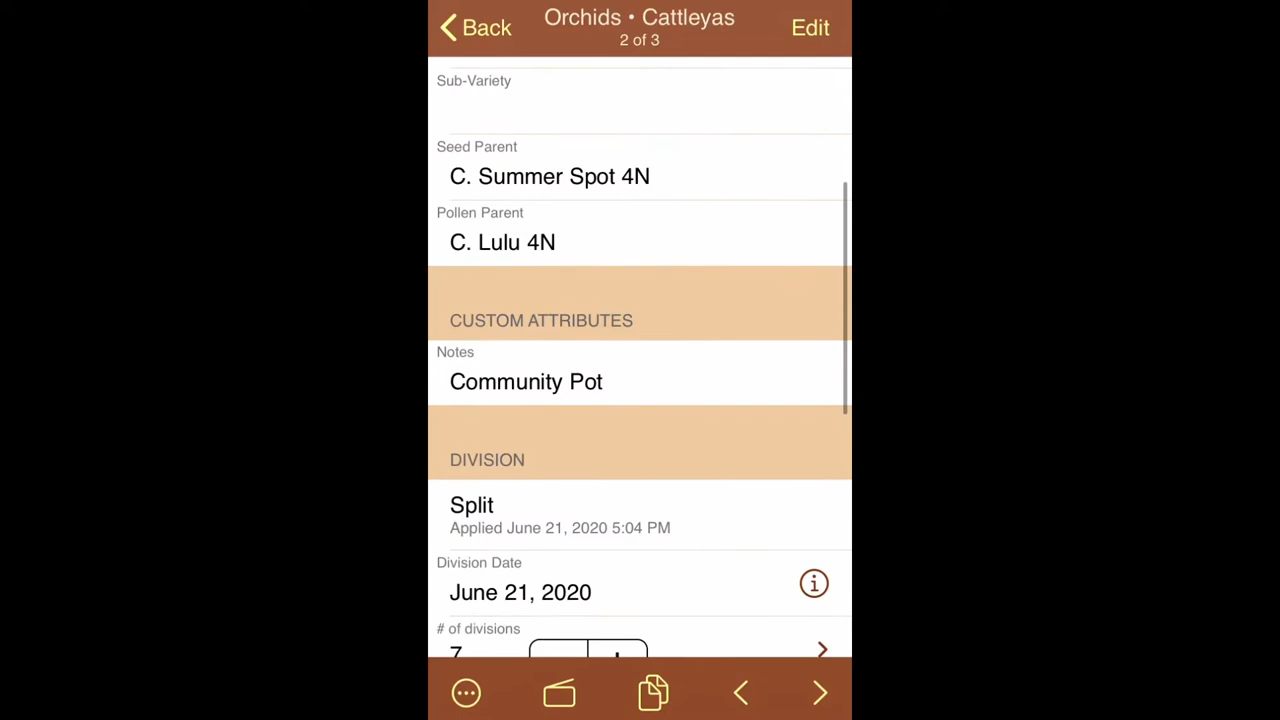 Back
Orchids • Cattleyas
2 of 3
Edit
Sub-Variety
Seed Parent
C. Summer Spot 4N
Pollen Parent
C. Lulu 4N
CUSTOM ATTRIBUTES
Notes
Community Pot
DIVISION
Split
Applied June 21, 2020 5:04 PM
Division Date
June 21, 2020
# of divisions
7